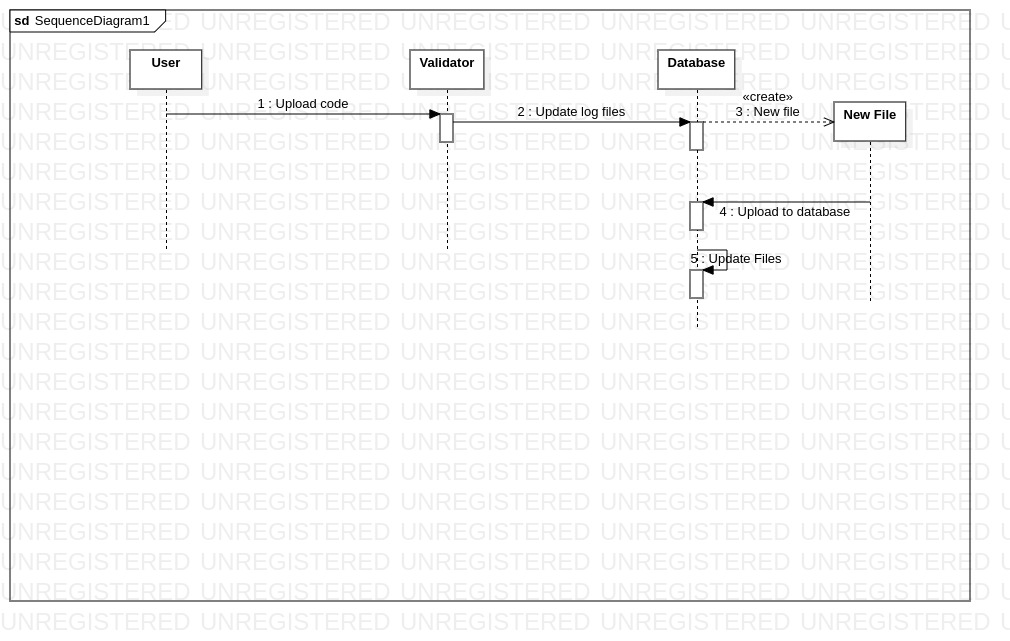 sd SequenceDiagram1
User
Validator
Database
«create»
1 : Upload code
2 : Update log files
3 : New file
New File
4 : Upload to database
5 : Update Files
UNREGISTERED UNREGISTERED UNREGISTERED UNREGISTERED UNREGISTERED